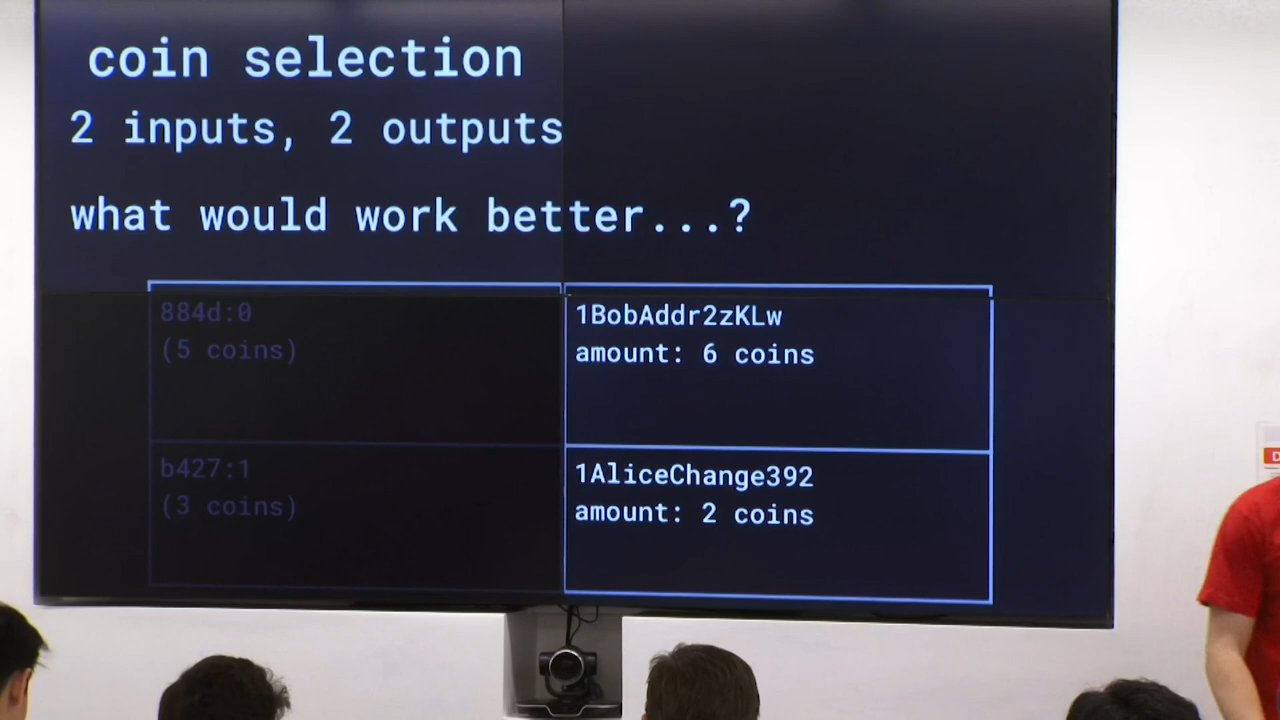 coin selection
2 inputs, 2 outputs
what would work better...?
884d:0
(5 coins)
1BobAddr2zKLw
amount: 6 coins
b427:1
(3 coins)
1AliceChange392
amount: 2 coins